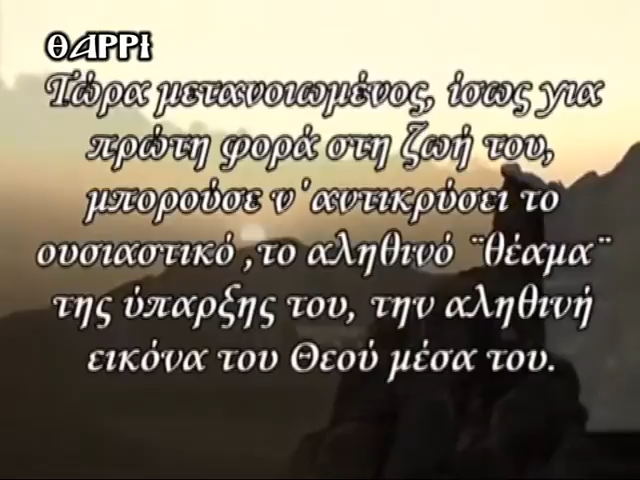 ΘΑΡΡΙ
Τώρα μετανοιωμένος, ίσως για
πρώτη φορά στη ζωή του,
μπορούσε ν΄αντικρύσει το
ουσιαστικό ,το αληθινό ¨θέαμα¨
της ύπαρξης του, την αληθινή
εικόνα του Θεού μέσα του.